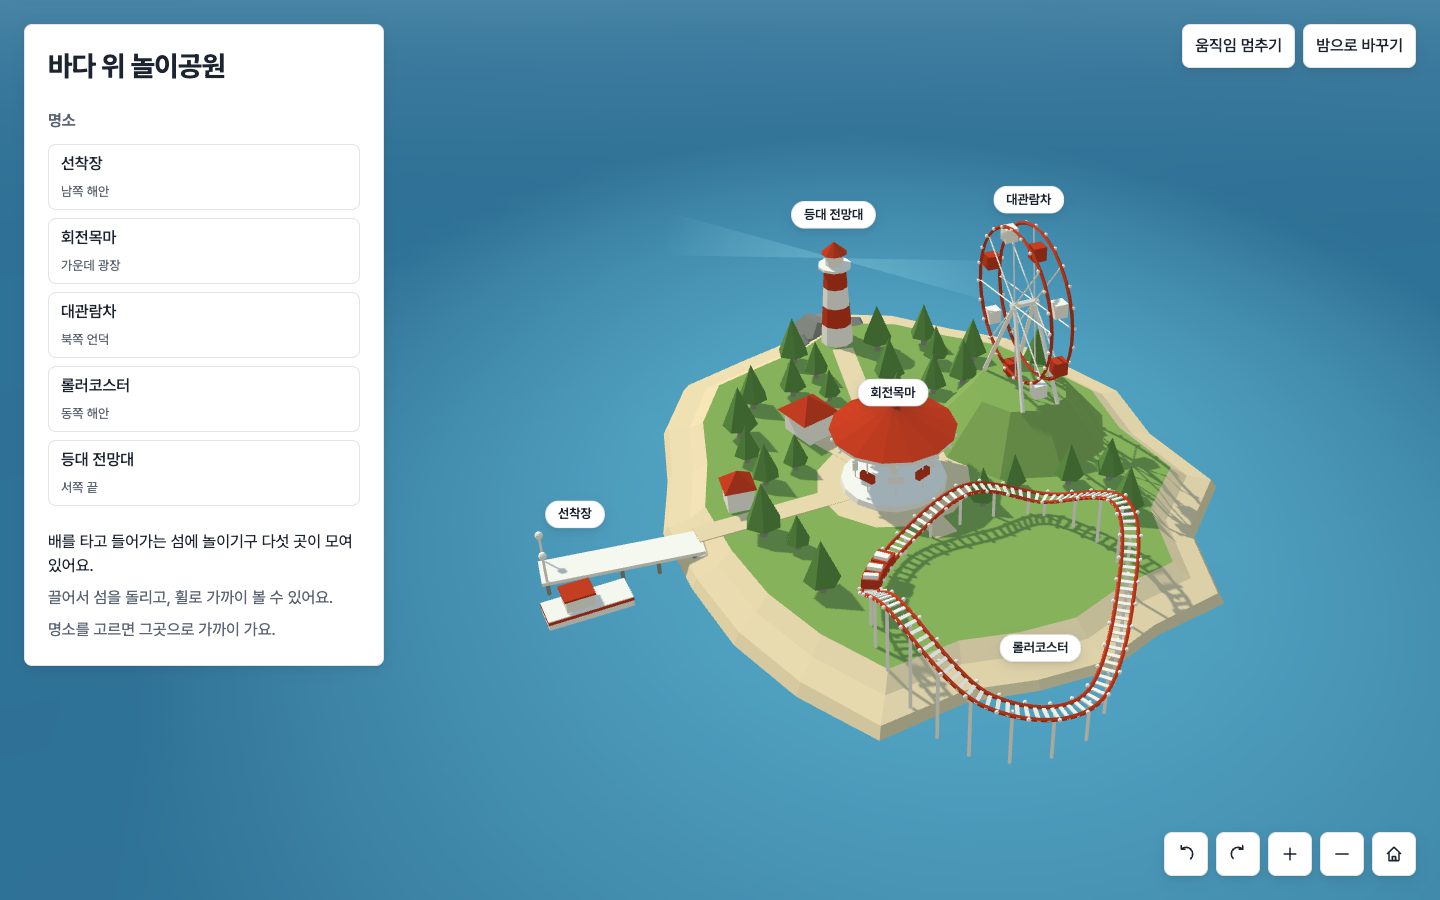 바다 위 놀이공원
명소
선착장
남쪽 해안
회전목마
가운데 광장
대관람차
북쪽 언덕
롤러코스터
동쪽 해안
등대 전망대
서쪽 끝
배를 타고 들어가는 섬에 놀이기구 다섯 곳이 모여
있어요.
끌어서 섬을 돌리고, 휠로 가까이 볼 수 있어요.
명소를 고르면 그곳으로 가까이 가요.
움직임 멈추기
밤으로 바꾸기
대관람차
등대 전망대
회전목마
선착장
롤러코스터